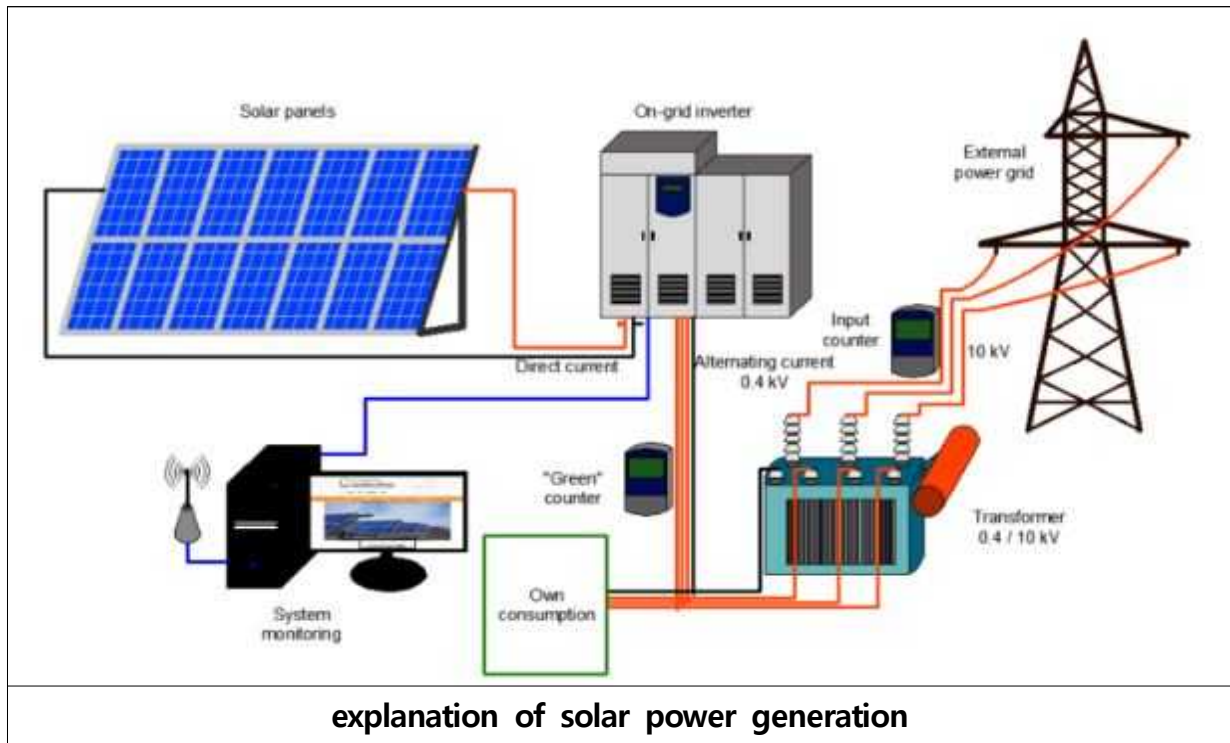 Solar panels
On-grid inverter
External
power grid
Input
counter
10 kV
Direct current
Alternating current
0.4 kV
"Green"
counter
Transformer
0.4 / 10 kV
Own
consumption
System
monitoring
explanation of solar power generation